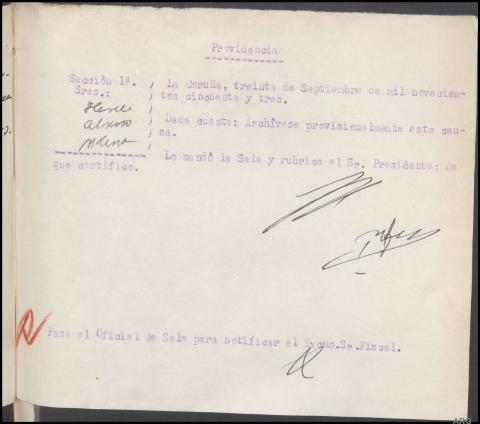 Providencia
Sección 1ª. , La Coruña, treinta de Septiembre de mil novecien-
Sres.: , tos cincuenta y tres.
, Dada cuenta: Archívese provisionalmente esta cau-
, sa.
Lo mandó la Sala y rubrica el Sr. Presidente; de
que certifico.
Pasa al Oficial de Sala para notificar al Excmo.Sr.Fiscal.
ARG